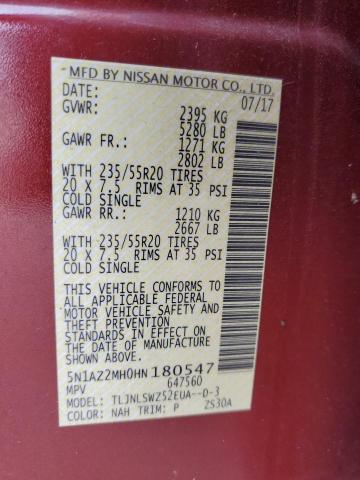 MFD BY NISSAN MOTOR CO., LTD.
DATE: 07/17
GVWR: 2395 KG
5280 LB
GAWR FR.: 1271 KG
2802 LB
WITH 235/55R20 TIRES
20 X 7.5 RIMS AT 35 PSI
COLD SINGLE
GAWR RR.: 1210 KG
2667 LB
WITH 235/55R20 TIRES
20 X 7.5 RIMS AT 35 PSI
COLD SINGLE
THIS VEHICLE CONFORMS TO
ALL APPLICABLE FEDERAL
MOTOR VEHICLE SAFETY AND
THEFT PREVENTION
STANDARDS IN EFFECT ON
THE DATE OF MANUFACTURE
5N1AZ2MH0HN180547
MPV 647560
MODEL: TLJNLSWZ52EUA--D-3
COLOR: NAH TRIM: P ZS30A